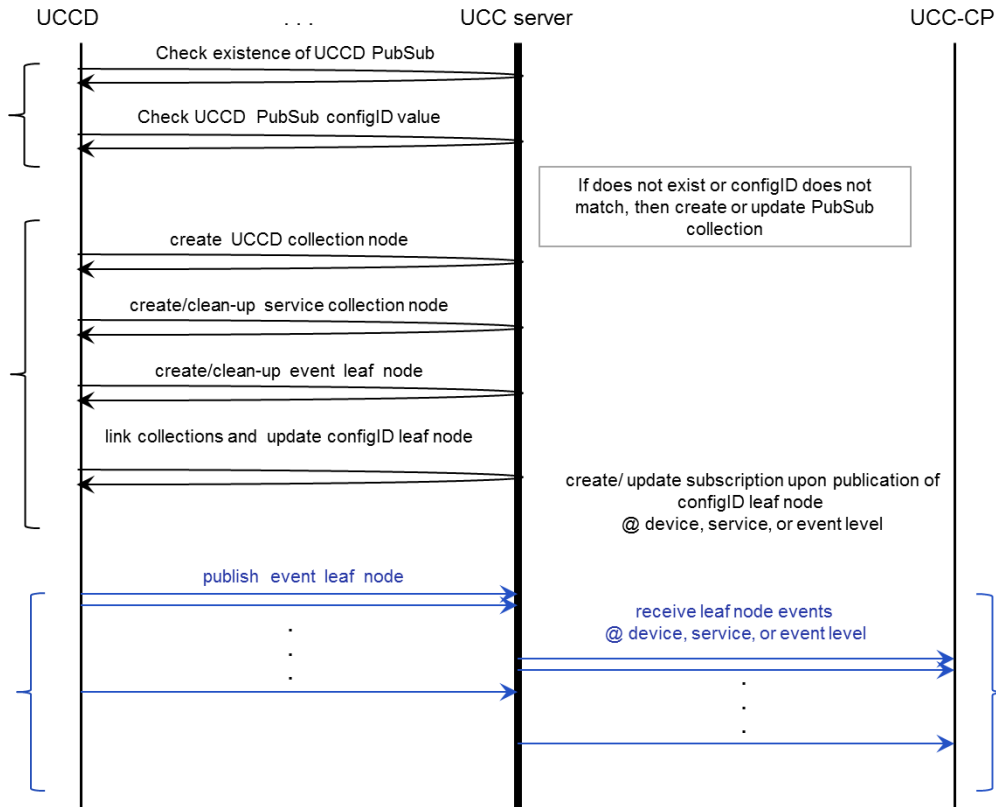 UCCD . . . UCC server UCC-CP
Check existence of UCCD PubSub
Check UCCD PubSub configID value
If does not exist or configID does not
match, then create or update PubSub
collection
create UCCD collection node
create/clean-up service collection node
create/clean-up event leaf node
link collections and update configID leaf node
create/ update subscription upon publication of
configID leaf node
@ device, service, or event level
publish event leaf node
receive leaf node events
@ device, service, or event level